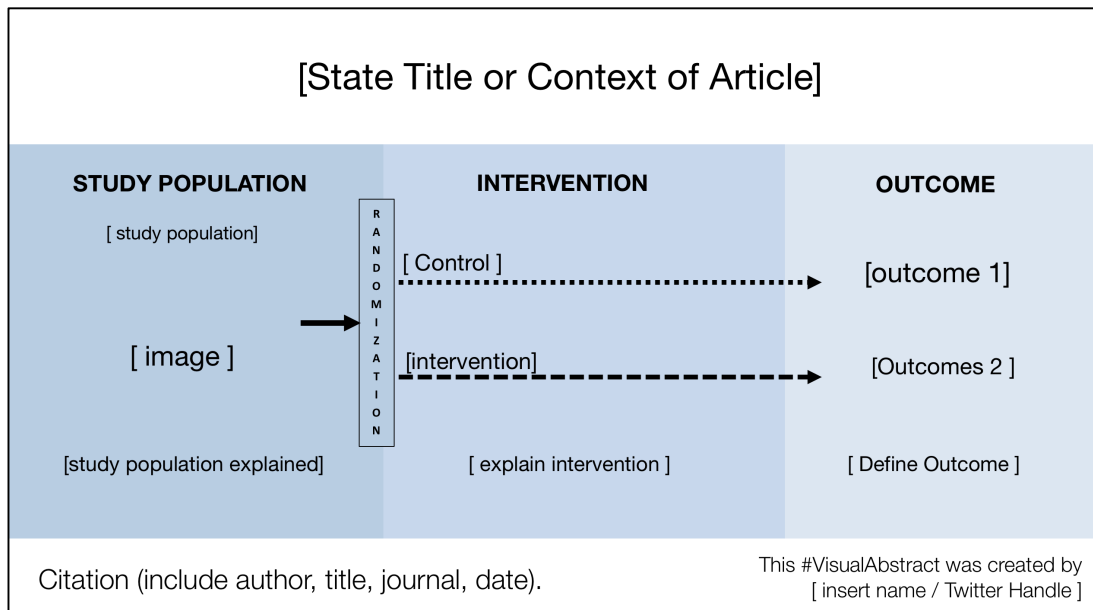 [State Title or Context of Article]
STUDY POPULATION
[ study population]
[ image ]
[study population explained]
RANDOMIZATION
INTERVENTION
[ Control ]
[intervention]
[ explain intervention ]
OUTCOME
[outcome 1]
[Outcomes 2 ]
[ Define Outcome ]
Citation (include author, title, journal, date).
This #VisualAbstract was created by
[ insert name / Twitter Handle ]